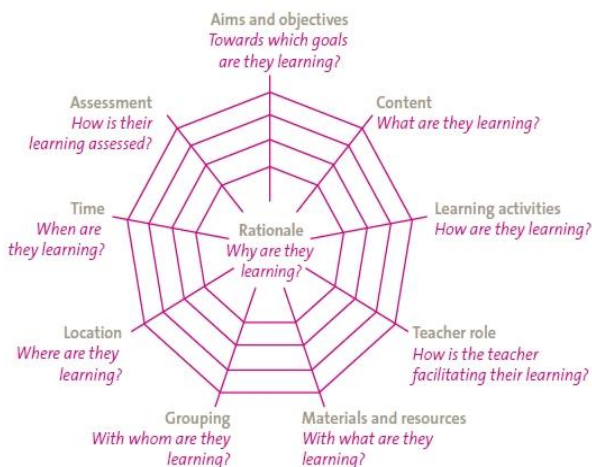 Aims and objectives
Towards which goals
are they learning?
Assessment
How is their
learning assessed?
Content
What are they learning?
Time
When are
they learning?
Rationale
Why are they
learning?
Learning activities
How are they learning?
Location
Where are they
learning?
Teacher role
How is the teacher
facilitating their learning?
Grouping
With whom are they
learning?
Materials and resources
With what are they
learning?